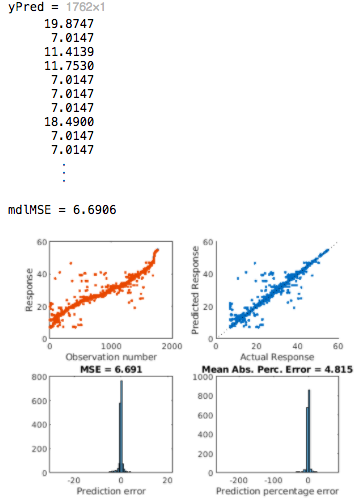 yPred = 1762×1
19.8747
7.0147
11.4139
11.7530
7.0147
7.0147
7.0147
18.4900
7.0147
7.0147
⋮
mdlMSE = 6.6906
60
40
20
0
Response
0 1000 2000
Observation number
60
40
20
0
Predicted Response
0 20 40 60
Actual Response
MSE = 6.691
800
600
400
200
0
-20 0 20
Prediction error
Mean Abs. Perc. Error = 4.815
1000
800
600
400
200
0
-200 -100 0 100 200
Prediction percentage error